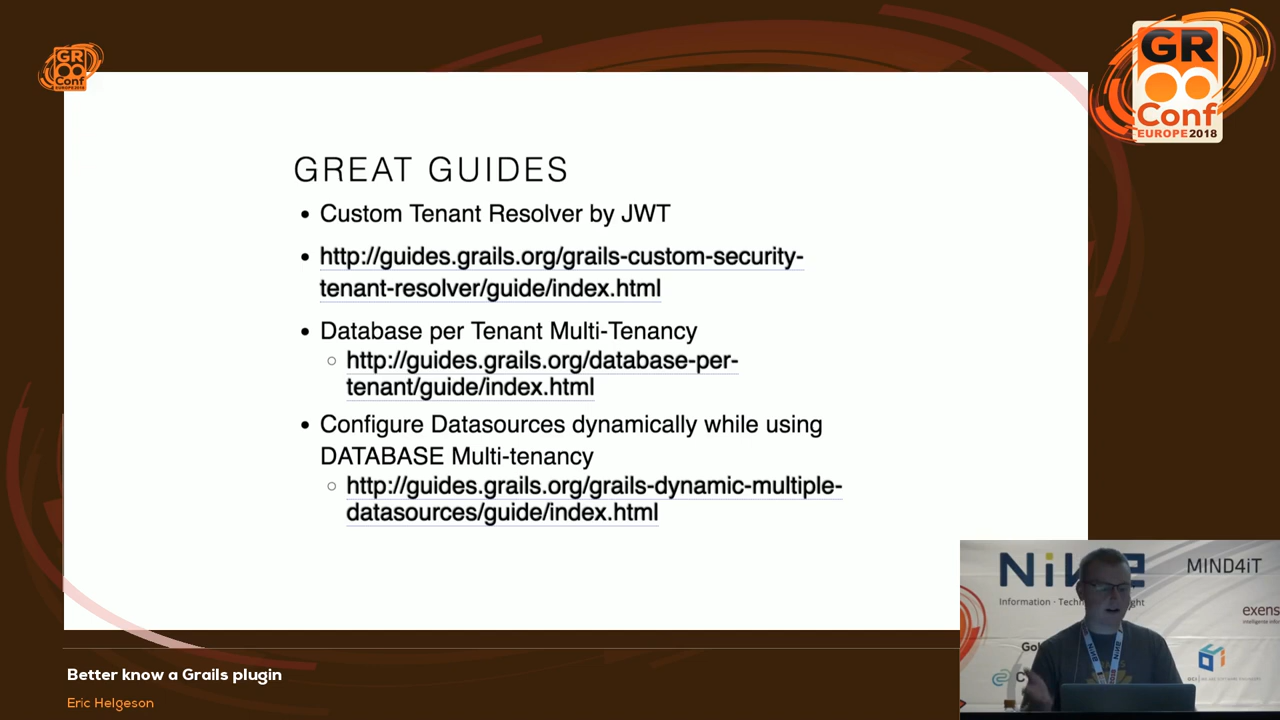 GR
Conf
EUROPE2018
GR
Conf
EUROPE 2018
GREAT GUIDES
• Custom Tenant Resolver by JWT
• http://guides.grails.org/grails-custom-security-
tenant-resolver/guide/index.html
• Database per Tenant Multi-Tenancy
○ http://guides.grails.org/database-per-
tenant/guide/index.html
• Configure Datasources dynamically while using
DATABASE Multi-tenancy
○ http://guides.grails.org/grails-dynamic-multiple-
datasources/guide/index.html
MIND4iT
Information ·
exens
Better know a Grails plugin
Eric Helgeson